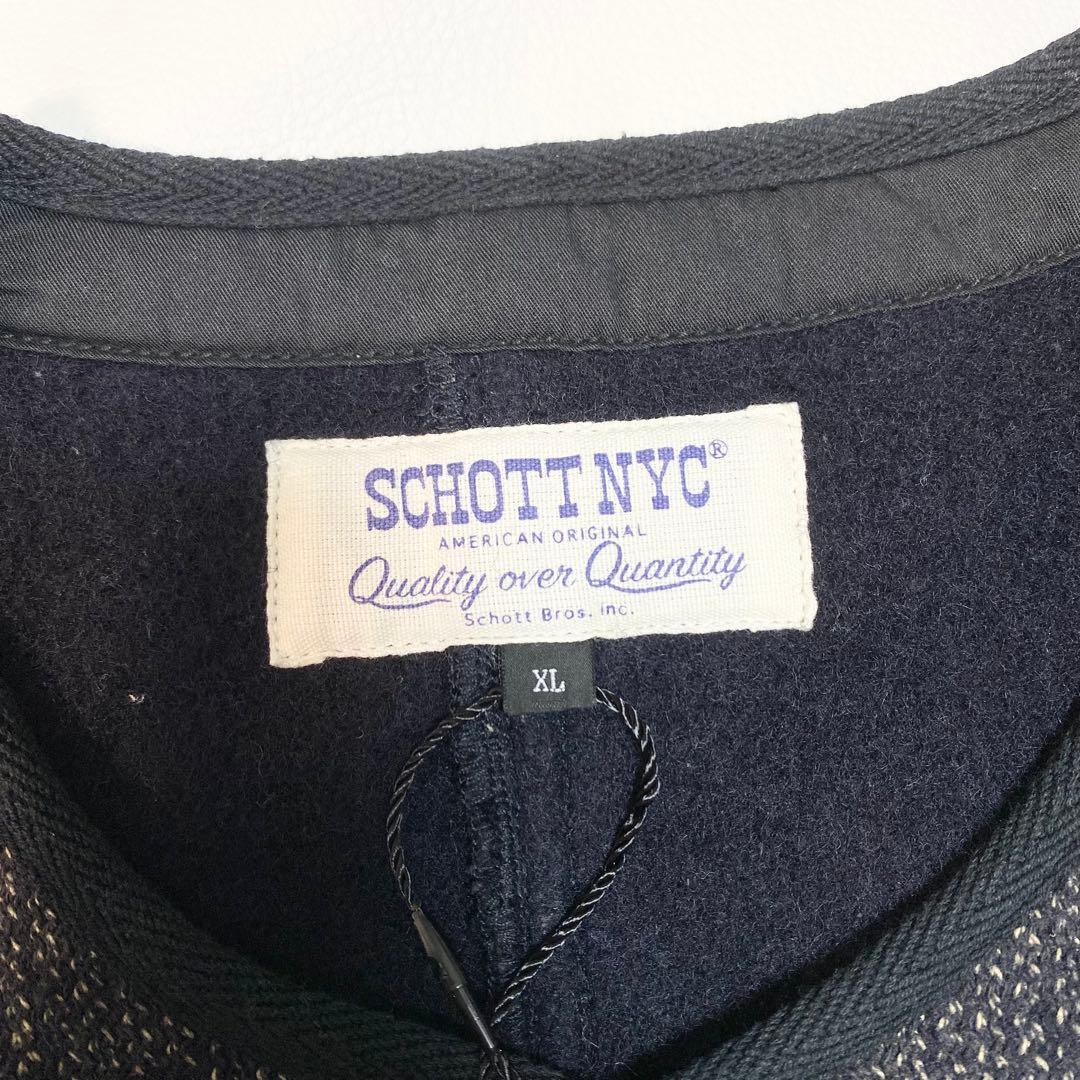 SCHOTT NYC®
AMERICAN ORIGINAL
Quality over Quantity
Schott Bros. Inc.
XL